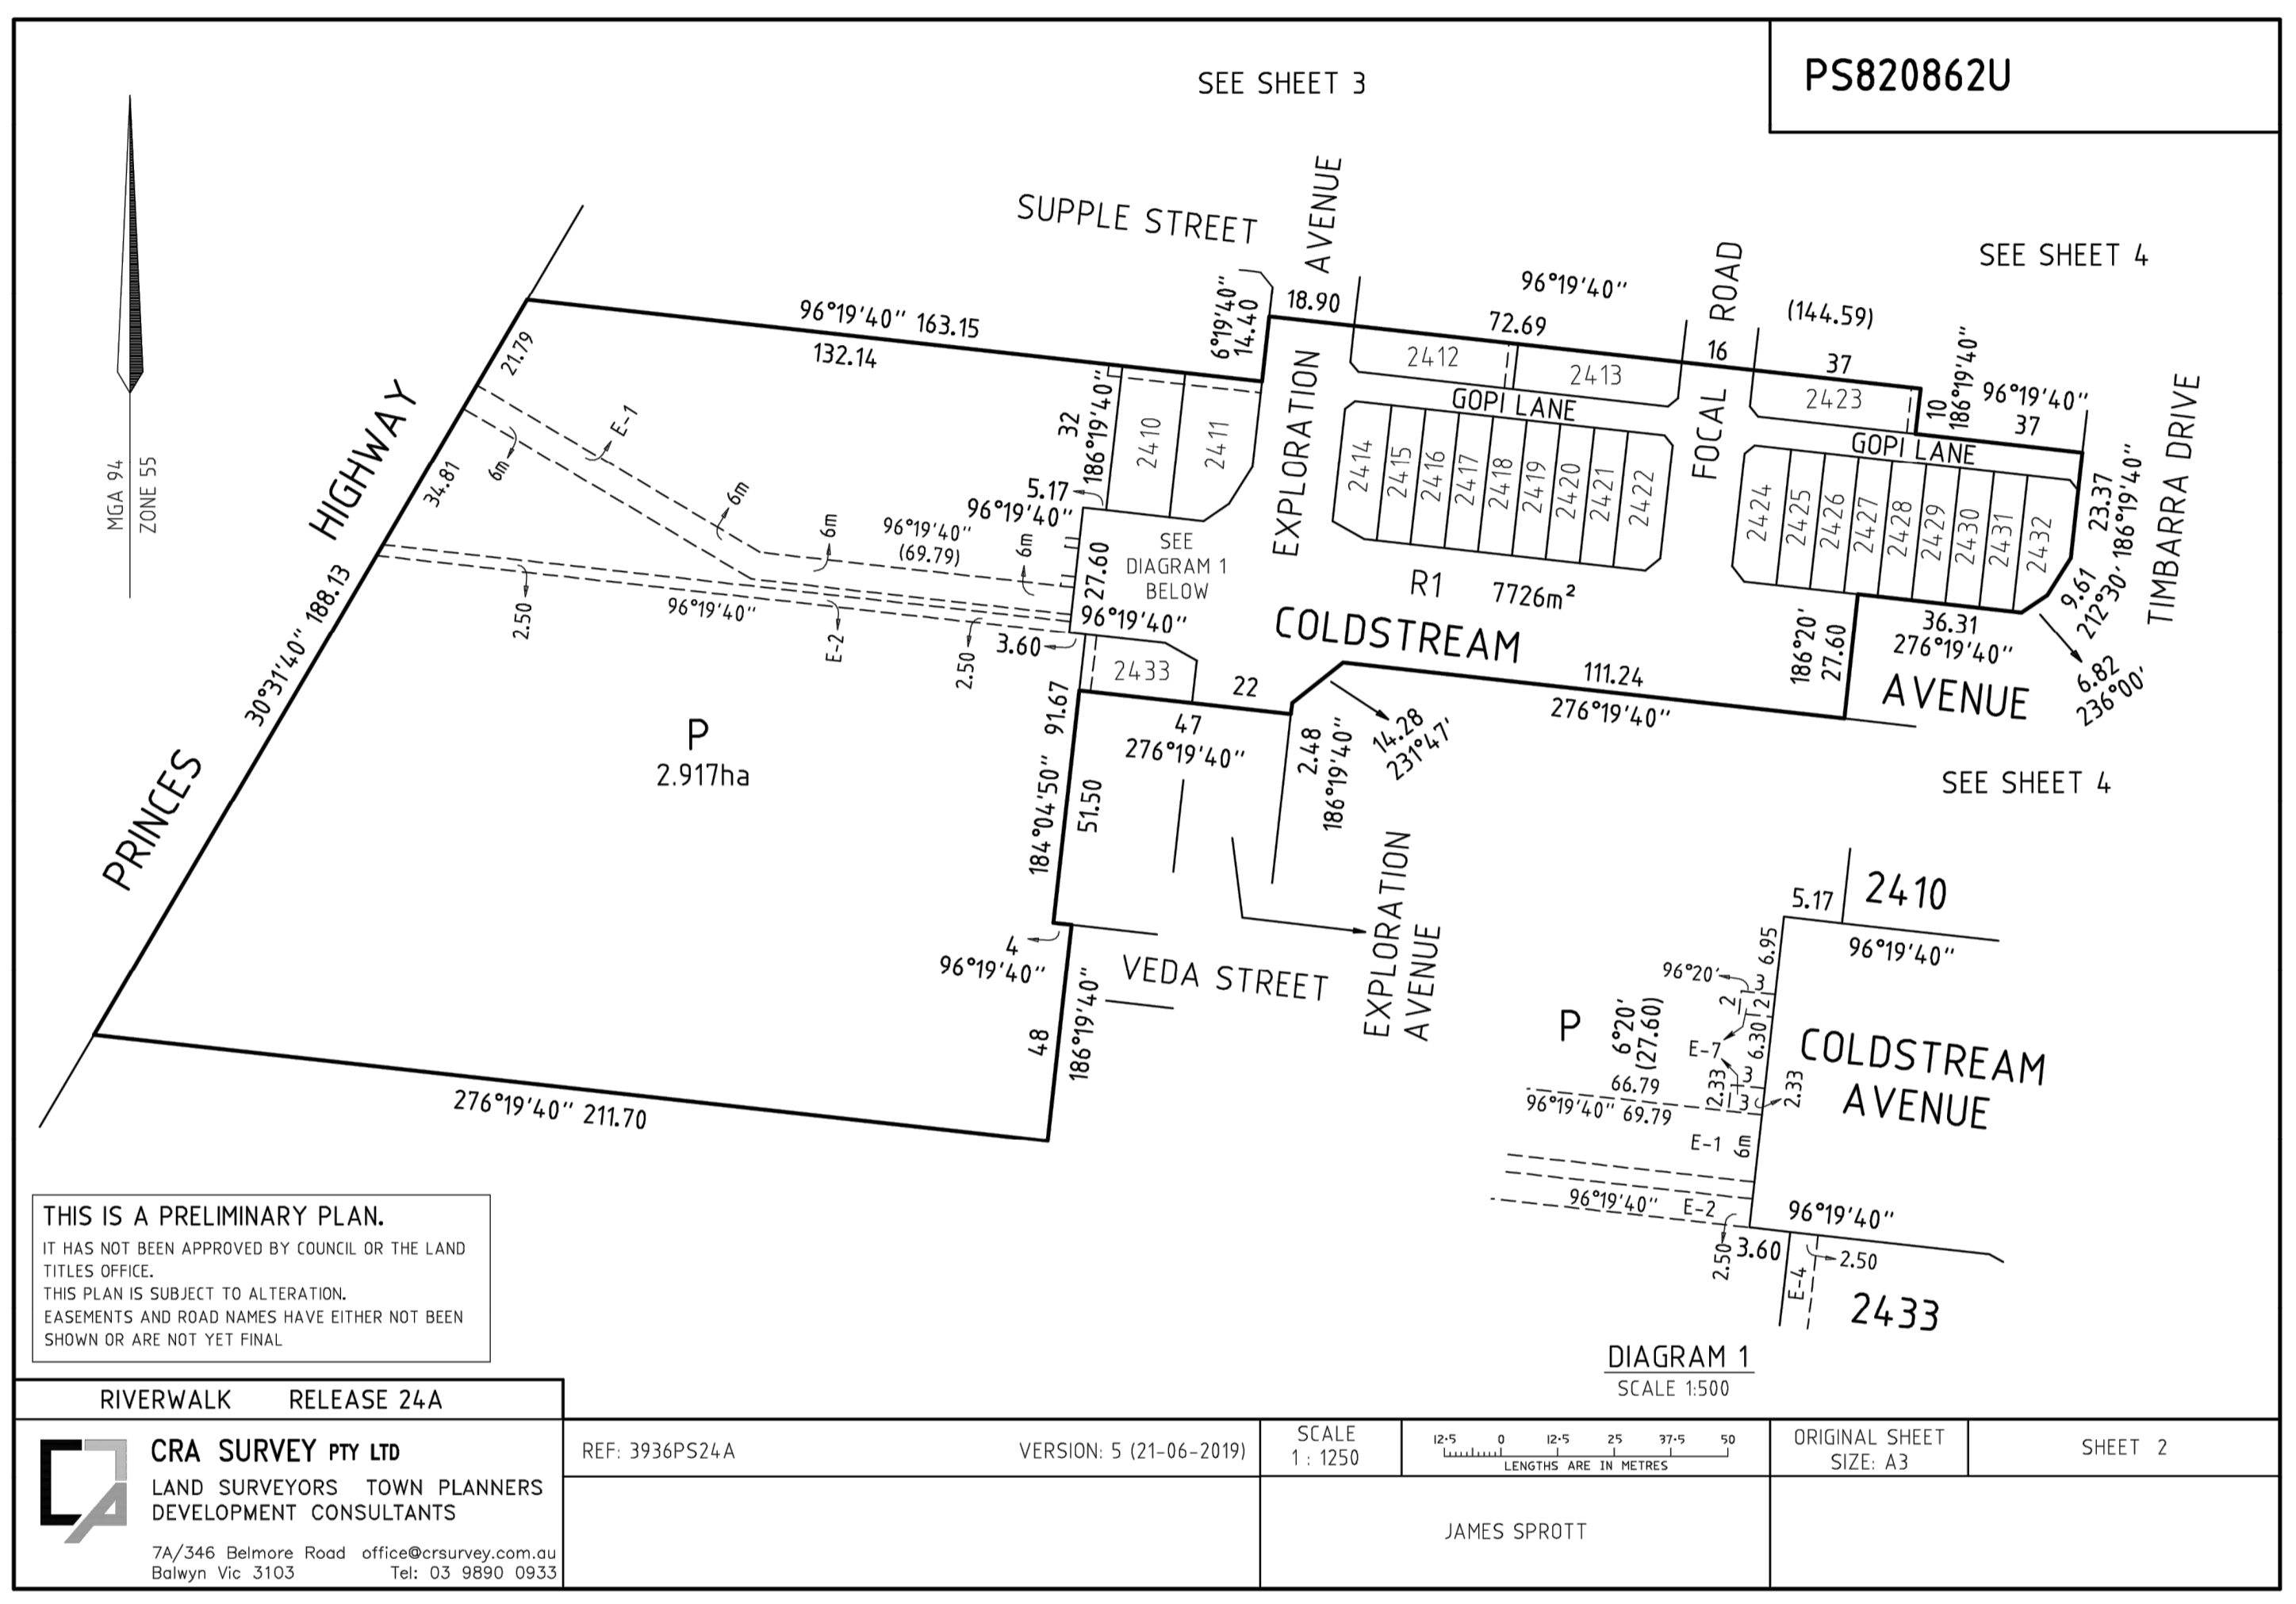 PS820862U
SEE SHEET 3
SUPPLE STREET
AVENUE
SEE SHEET 4
ROAD
MGA 94
ZONE 55
96°19'40" 163.15
132.14
6°19'40"
14.40
18.90
96°19'40"
72.69
16
(144.59)
37
10
186°19'40"
96°19'40"
37
21.79
34.81
HIGHWAY
PRINCES
30°31'40" 188.13
E-1
6m
6m
6m
96°19'40"
(69.79)
6m
2.50
96°19'40"
E-2
2.50
3.60
32
186°19'40"
5.17
96°19'40"
27.60
96°19'40"
SEE
DIAGRAM 1
BELOW
2410
2411
2412
2413
GOPI LANE
2414
2415
2416
2417
2418
2419
2420
2421
2422
EXPLORATION
FOCAL
2423
GOPI LANE
2424
2425
2426
2427
2428
2429
2430
2431
2432
23.37
186°19'40"
TIMBARRA DRIVE
9.61
212°30'
6.82
236°00'
36.31
276°19'40"
186°20'
27.60
R1 7726m²
COLDSTREAM
AVENUE
111.24
276°19'40"
14.28
231°47'
2.48
186°19'40"
2433
22
47
276°19'40"
91.67
184°04'50"
51.50
P
2.917ha
4
96°19'40"
VEDA STREET
EXPLORATION
AVENUE
48
186°19'40"
276°19'40" 211.70
SEE SHEET 4
5.17
2410
96°19'40"
6.95
96°20'
3
2
2
E-7
6.30
P
6°20'
(27.60)
COLDSTREAM
AVENUE
66.79
2.33
3
3
2.33
96°19'40" 69.79
E-1
6m
96°19'40"
E-2
96°19'40"
2.50
3.60
2.50
E-4
2433
DIAGRAM 1
SCALE 1:500
THIS IS A PRELIMINARY PLAN.
IT HAS NOT BEEN APPROVED BY COUNCIL OR THE LAND
TITLES OFFICE.
THIS PLAN IS SUBJECT TO ALTERATION.
EASEMENTS AND ROAD NAMES HAVE EITHER NOT BEEN
SHOWN OR ARE NOT YET FINAL
RIVERWALK RELEASE 24A
CRA SURVEY PTY LTD
LAND SURVEYORS TOWN PLANNERS
DEVELOPMENT CONSULTANTS
7A/346 Belmore Road office@crsurvey.com.au
Balwyn Vic 3103 Tel: 03 9890 0933
REF: 3936PS24A
VERSION: 5 (21-06-2019)
SCALE
1 : 1250
12·5 0 12·5 25 37·5 50
LENGTHS ARE IN METRES
ORIGINAL SHEET
SIZE: A3
SHEET 2
JAMES SPROTT